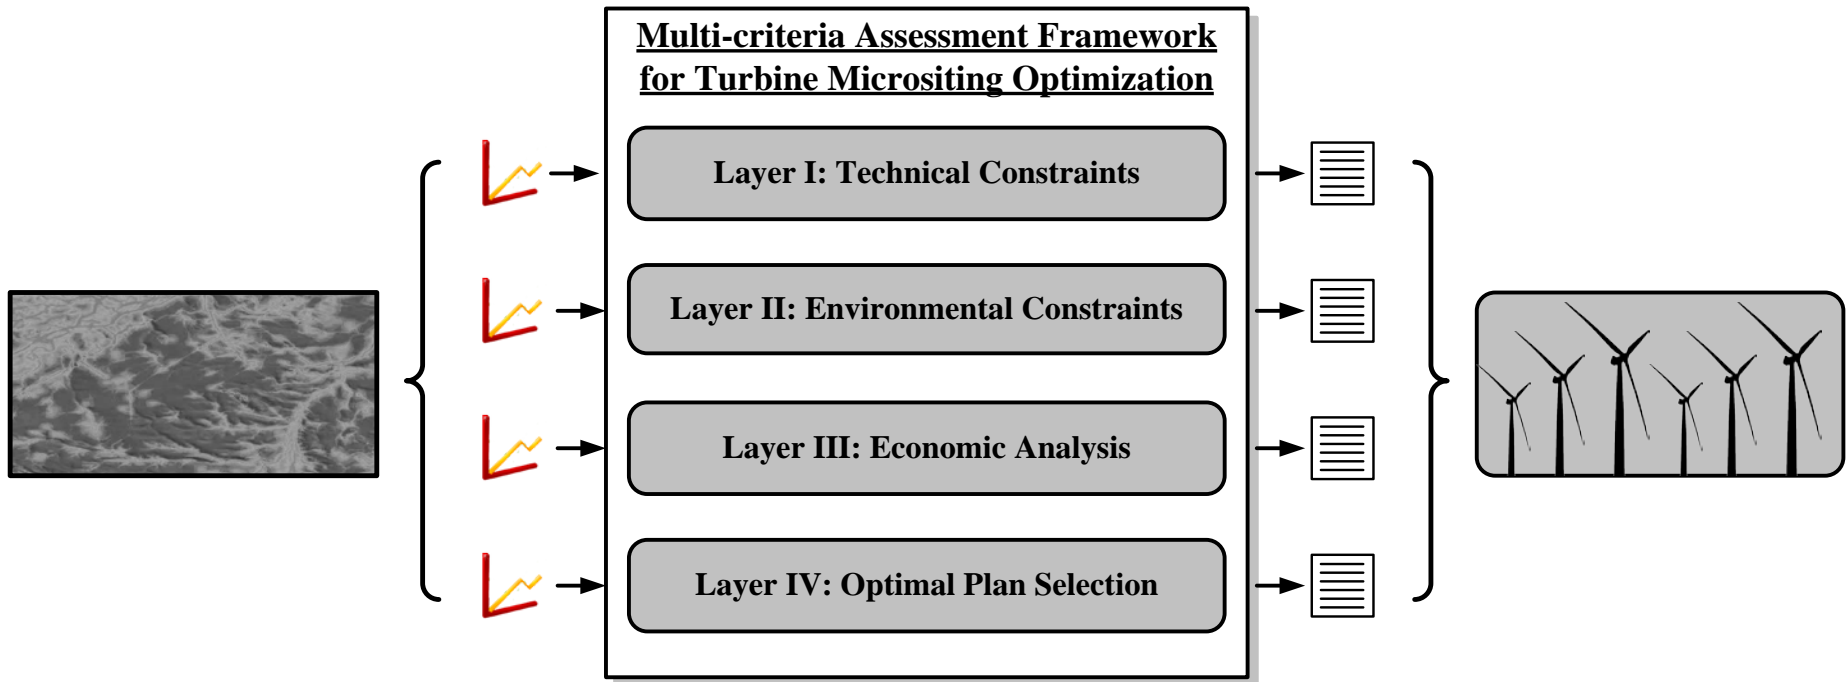 Multi-criteria Assessment Framework
for Turbine Micrositing Optimization
Layer I: Technical Constraints
Layer II: Environmental Constraints
Layer III: Economic Analysis
Layer IV: Optimal Plan Selection